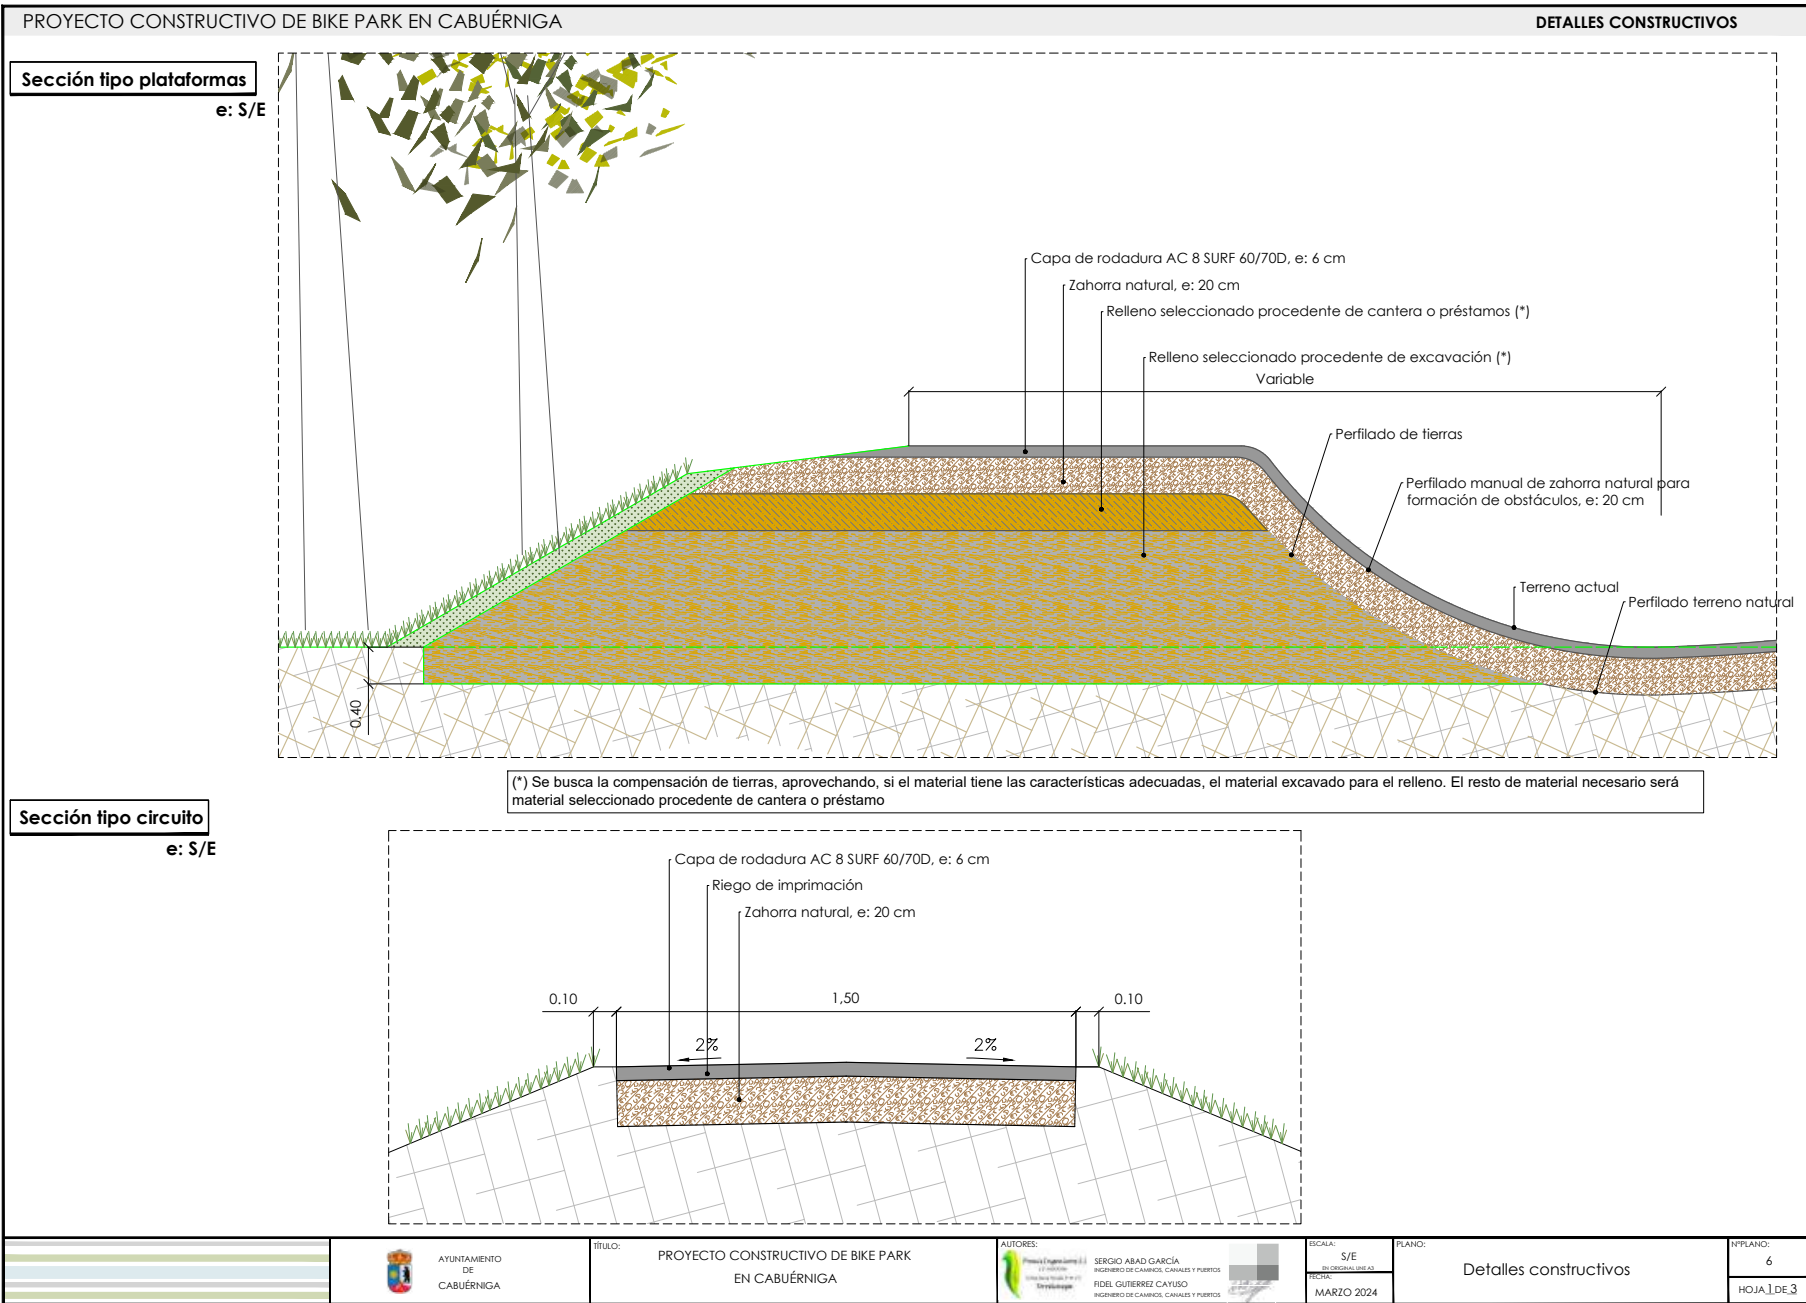 PROYECTO CONSTRUCTIVO DE BIKE PARK EN CABUÉRNIGA
DETALLES CONSTRUCTIVOS
Sección tipo plataformas
e: S/E
Capa de rodadura AC 8 SURF 60/70D, e: 6 cm
Zahorra natural, e: 20 cm
Relleno seleccionado procedente de cantera o préstamos (*)
Relleno seleccionado procedente de excavación (*)
Variable
Perfilado de tierras
Perfilado manual de zahorra natural para
formación de obstáculos, e: 20 cm
Terreno actual
Perfilado terreno natural
0.40
(*) Se busca la compensación de tierras, aprovechando, si el material tiene las características adecuadas, el material excavado para el relleno. El resto de material necesario será
material seleccionado procedente de cantera o préstamo
Sección tipo circuito
e: S/E
Capa de rodadura AC 8 SURF 60/70D, e: 6 cm
Riego de imprimación
Zahorra natural, e: 20 cm
0.10
1,50
0.10
2%
2%
AYUNTAMIENTO
DE
CABUÉRNIGA
TÍTULO:
PROYECTO CONSTRUCTIVO DE BIKE PARK
EN CABUÉRNIGA
AUTORES:
SERGIO ABAD GARCÍA
INGENIERO DE CAMINOS, CANALES Y PUERTOS
FIDEL GUTIERREZ CAYUSO
INGENIERO DE CAMINOS, CANALES Y PUERTOS
ESCALA:
S/E
EN ORIGINAL UNE A3
FECHA:
MARZO 2024
PLANO:
Detalles constructivos
NºPLANO:
6
HOJA 1 DE 3